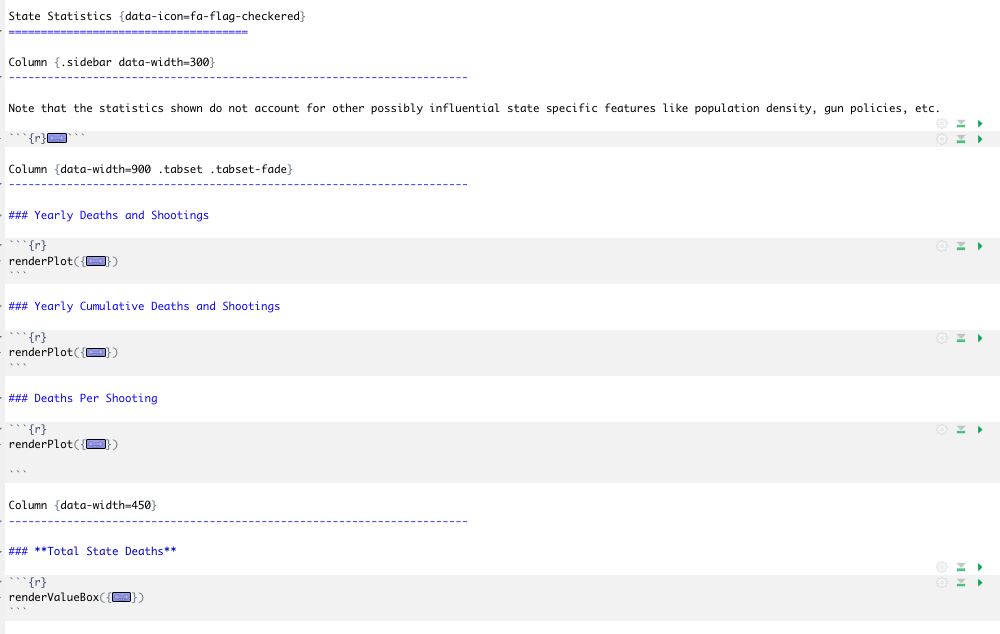 State Statistics {data-icon=fa-flag-checkered}
=====================================
Column {.sidebar data-width=300}
-----------------------------------------------------------------------
Note that the statistics shown do not account for other possibly influential state specific features like population density, gun policies, etc.
```{r}```
Column {data-width=900 .tabset .tabset-fade}
-----------------------------------------------------------------------
### Yearly Deaths and Shootings
```{r}
renderPlot({})
```
### Yearly Cumulative Deaths and Shootings
```{r}
renderPlot({})
```
### Deaths Per Shooting
```{r}
renderPlot({})
```
Column {data-width=450}
-----------------------------------------------------------------------
### **Total State Deaths**
```{r}
renderValueBox({})
```